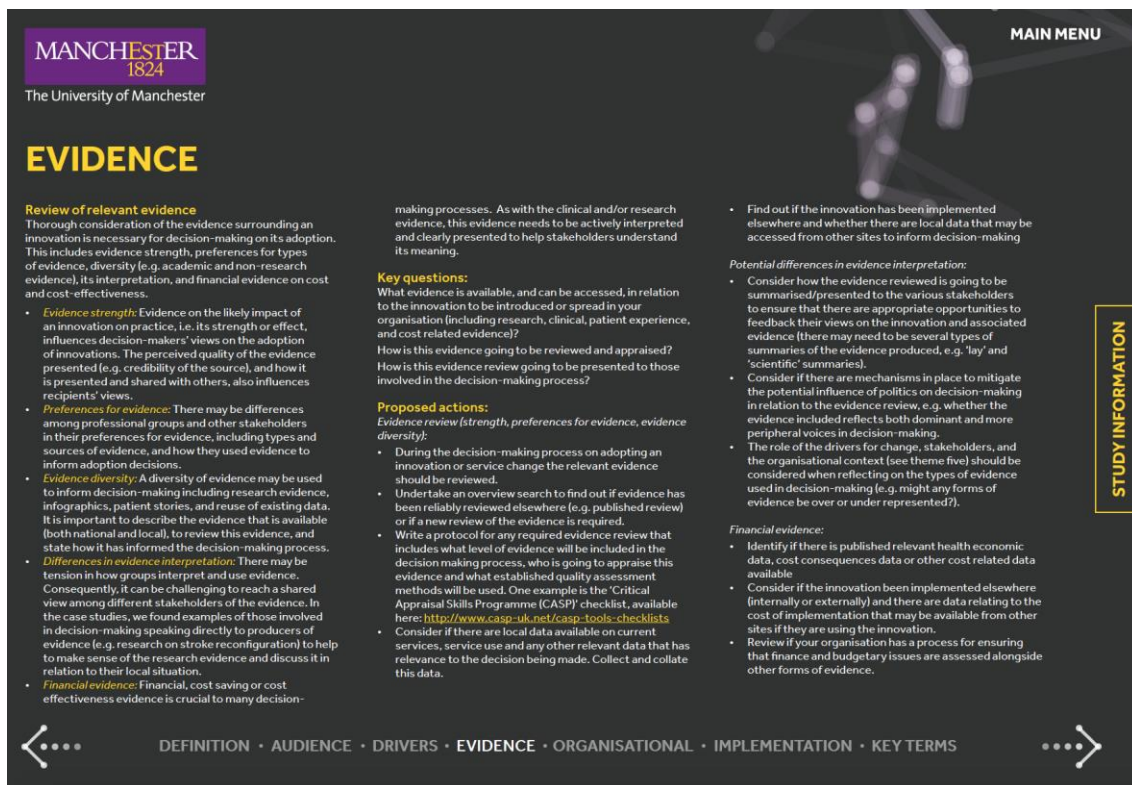 MANCHESTER
1824
The University of Manchester
MAIN MENU
EVIDENCE
Review of relevant evidence
Thorough consideration of the evidence surrounding an
innovation is necessary for decision-making on its adoption.
This includes evidence strength, preferences for types
of evidence, diversity (e.g. academic and non-research
evidence), its interpretation, and financial evidence on cost
and cost-effectiveness.
• Evidence strength: Evidence on the likely impact of
an innovation on practice, i.e. its strength or effect,
influences decision-makers' views on the adoption
of innovations. The perceived quality of the evidence
presented (e.g. credibility of the source), and how it
is presented and shared with others, also influences
recipients' views.
• Preferences for evidence: There may be differences
among professional groups and other stakeholders
in their preferences for evidence, including types and
sources of evidence, and how they used evidence to
inform adoption decisions.
• Evidence diversity: A diversity of evidence may be used
to inform decision-making including research evidence,
infographics, patient stories, and reuse of existing data.
It is important to describe the evidence that is available
(both national and local), to review this evidence, and
state how it has informed the decision-making process.
• Differences in evidence interpretation: There may be
tension in how groups interpret and use evidence.
Consequently, it can be challenging to reach a shared
view among different stakeholders of the evidence. In
the case studies, we found examples of those involved
in decision-making speaking directly to producers of
evidence (e.g. research on stroke reconfiguration) to help
to make sense of the research evidence and discuss it in
relation to their local situation.
• Financial evidence: Financial, cost saving or cost
effectiveness evidence is crucial to many decision-
making processes. As with the clinical and/or research
evidence, this evidence needs to be actively interpreted
and clearly presented to help stakeholders understand
its meaning.
Key questions:
What evidence is available, and can be accessed, in relation
to the innovation to be introduced or spread in your
organisation (including research, clinical, patient experience,
and cost related evidence)?
How is this evidence going to be reviewed and appraised?
How is this evidence review going to be presented to those
involved in the decision-making process?
Proposed actions:
Evidence review (strength, preferences for evidence, evidence
diversity):
• During the decision-making process on adopting an
innovation or service change the relevant evidence
should be reviewed.
• Undertake an overview search to find out if evidence has
been reliably reviewed elsewhere (e.g. published review)
or if a new review of the evidence is required.
• Write a protocol for any required evidence review that
includes what level of evidence will be included in the
decision making process, who is going to appraise this
evidence and what established quality assessment
methods will be used. One example is the 'Critical
Appraisal Skills Programme (CASP)' checklist, available
here: http://www.casp-uk.net/casp-tools-checklists
• Consider if there are local data available on current
services, service use and any other relevant data that has
relevance to the decision being made. Collect and collate
this data.
• Find out if the innovation has been implemented
elsewhere and whether there are local data that may be
accessed from other sites to inform decision-making
Potential differences in evidence interpretation:
• Consider how the evidence reviewed is going to be
summarised/presented to the various stakeholders
to ensure that there are appropriate opportunities to
feedback their views on the innovation and associated
evidence (there may need to be several types of
summaries of the evidence produced, e.g. 'lay' and
'scientific' summaries).
• Consider if there are mechanisms in place to mitigate
the potential influence of politics on decision-making
in relation to the evidence review, e.g. whether the
evidence included reflects both dominant and more
peripheral voices in decision-making.
• The role of the drivers for change, stakeholders, and
the organisational context (see theme five) should be
considered when reflecting on the types of evidence
used in decision-making (e.g. might any forms of
evidence be over or under represented?).
Financial evidence:
• Identify if there is published relevant health economic
data, cost consequences data or other cost related data
available
• Consider if the innovation been implemented elsewhere
(internally or externally) and there are data relating to the
cost of implementation that may be available from other
sites if they are using the innovation.
• Review if your organisation has a process for ensuring
that finance and budgetary issues are assessed alongside
other forms of evidence.
STUDY INFORMATION
DEFINITION • AUDIENCE • DRIVERS • EVIDENCE • ORGANISATIONAL • IMPLEMENTATION • KEY TERMS